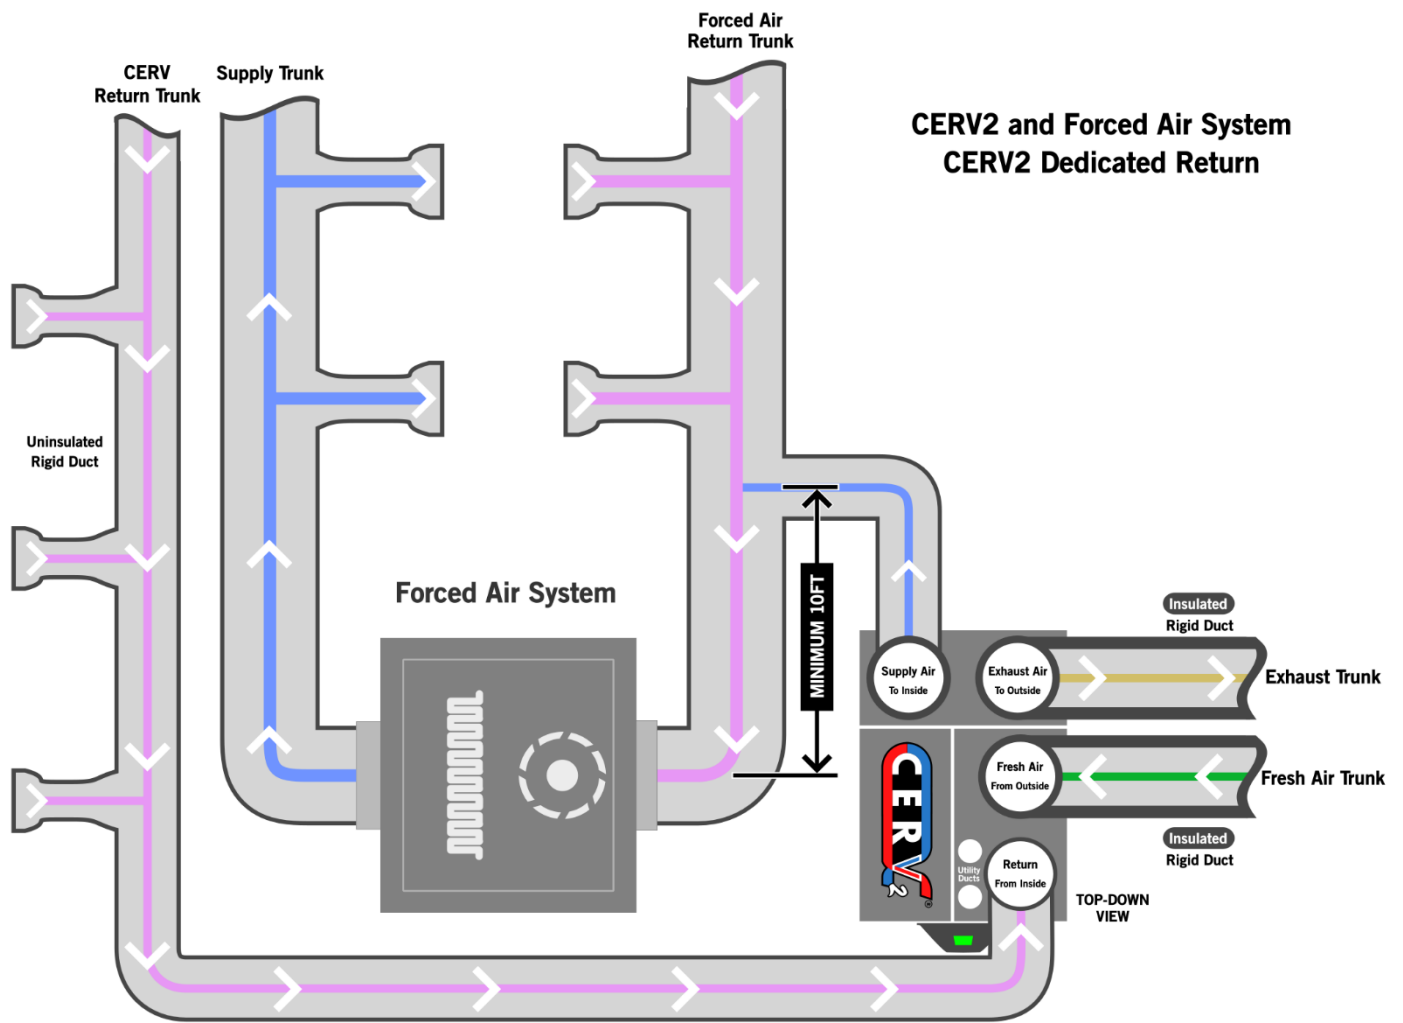 Forced Air
Return Trunk
CERV
Return Trunk
Supply Trunk
CERV2 and Forced Air System
CERV2 Dedicated Return
Uninsulated
Rigid Duct
Forced Air System
MINIMUM 10FT
Insulated
Rigid Duct
Supply Air
To Inside
Exhaust Air
To Outside
Exhaust Trunk
Fresh Air
From Outside
Fresh Air Trunk
CERV2®
Insulated
Rigid Duct
Utility
Ducts
Return
From Inside
TOP-DOWN
VIEW